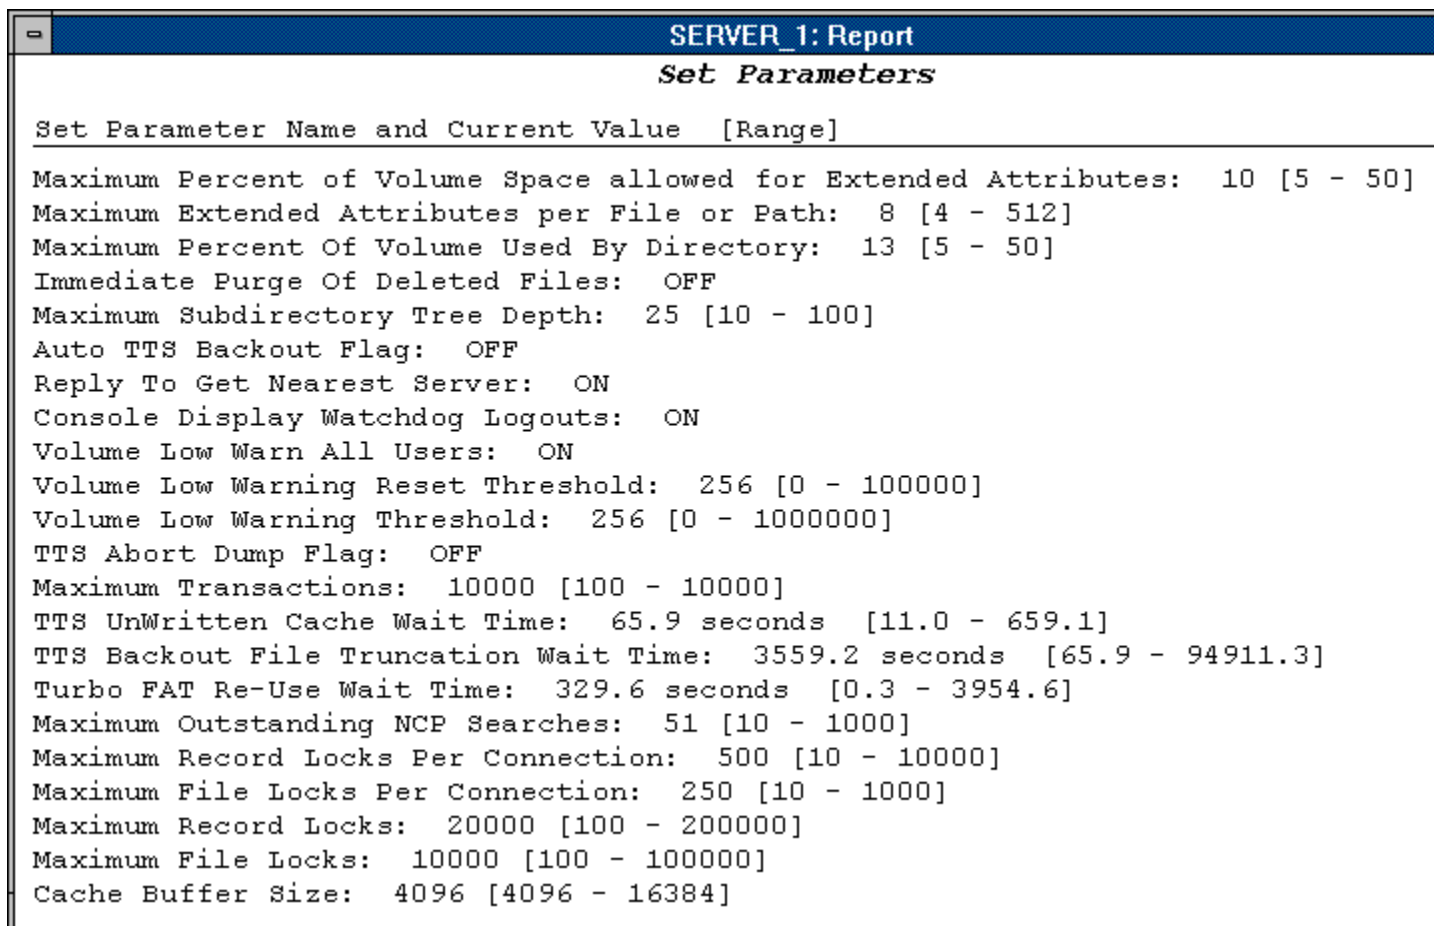 SERVER_1: Report
Set Parameters
Set Parameter Name and Current Value [Range]
Maximum Percent of Volume Space allowed for Extended Attributes: 10 [5 - 50]
Maximum Extended Attributes per File or Path: 8 [4 - 512]
Maximum Percent Of Volume Used By Directory: 13 [5 - 50]
Immediate Purge Of Deleted Files: OFF
Maximum Subdirectory Tree Depth: 25 [10 - 100]
Auto TTS Backout Flag: OFF
Reply To Get Nearest Server: ON
Console Display Watchdog Logouts: ON
Volume Low Warn All Users: ON
Volume Low Warning Reset Threshold: 256 [0 - 100000]
Volume Low Warning Threshold: 256 [0 - 1000000]
TTS Abort Dump Flag: OFF
Maximum Transactions: 10000 [100 - 10000]
TTS UnWritten Cache Wait Time: 65.9 seconds [11.0 - 659.1]
TTS Backout File Truncation Wait Time: 3559.2 seconds [65.9 - 94911.3]
Turbo FAT Re-Use Wait Time: 329.6 seconds [0.3 - 3954.6]
Maximum Outstanding NCP Searches: 51 [10 - 1000]
Maximum Record Locks Per Connection: 500 [10 - 10000]
Maximum File Locks Per Connection: 250 [10 - 1000]
Maximum Record Locks: 20000 [100 - 200000]
Maximum File Locks: 10000 [100 - 100000]
Cache Buffer Size: 4096 [4096 - 16384]